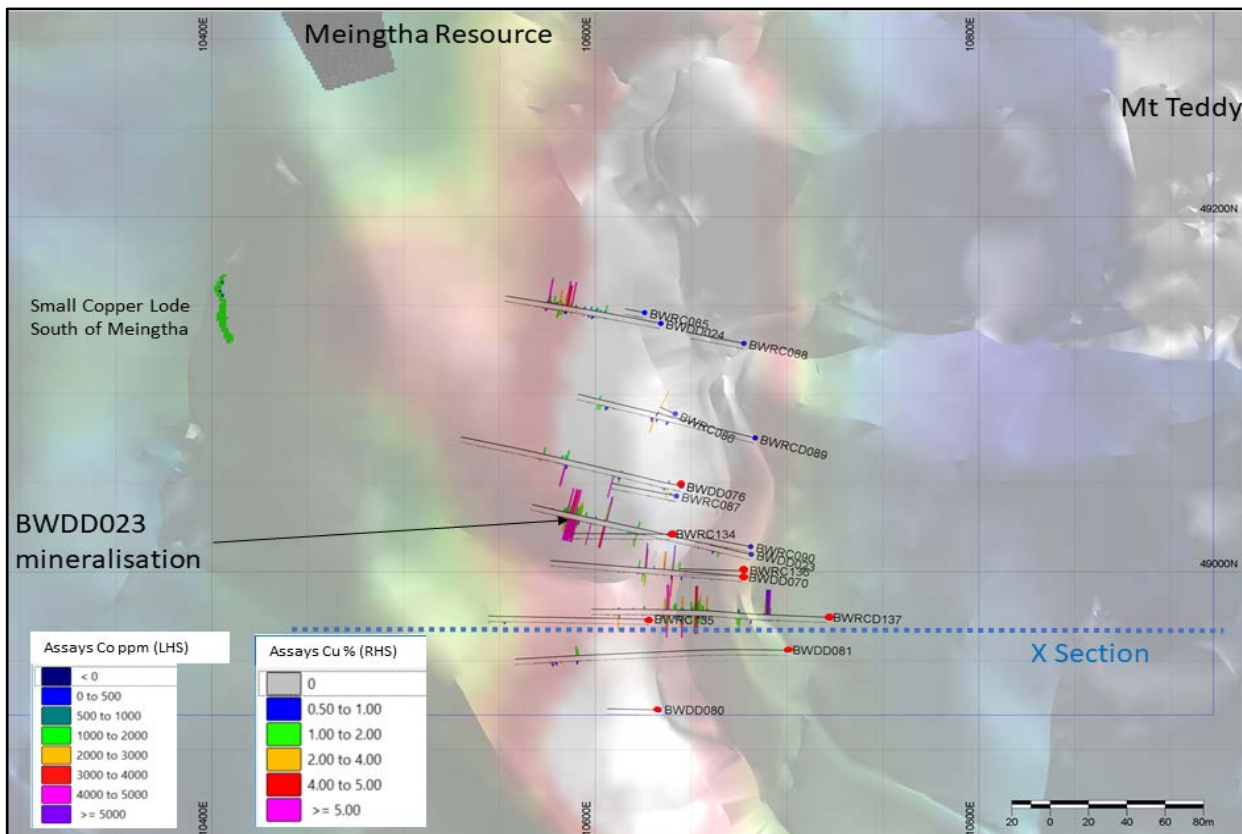 10400E
10600E
10800E
Meingtha Resource
Mt Teddy
49200N
Small Copper Lode
South of Meingtha
BWRC085
BWDD024
BWRC088
BWRC086
BWRCD089
BWDD076
BWRC087
BWDD023
mineralisation
BWRC134
BWRC090
BWDD023
49000N
BWRC136
BWDD070
BWRC135
BWRCD137
X Section
BWDD081
BWDD080
Assays Co ppm (LHS)
< 0
0 to 500
500 to 1000
1000 to 2000
2000 to 3000
3000 to 4000
4000 to 5000
>= 5000
Assays Cu % (RHS)
0
0.50 to 1.00
1.00 to 2.00
2.00 to 4.00
4.00 to 5.00
>= 5.00
10400E
10600E
10800E
20 0 20 40 60 80m